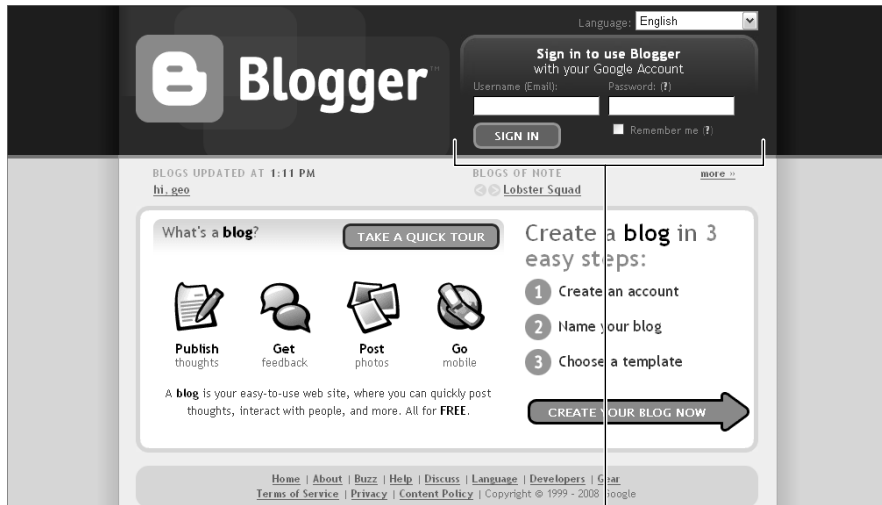 Language: English
Blogger™
Sign in to use Blogger
with your Google Account
Username (Email): Password: (?)
SIGN IN
Remember me (?)
BLOGS UPDATED AT 1:11 PM
hi, geo
BLOGS OF NOTE
more »
Lobster Squad
What's a blog?
TAKE A QUICK TOUR
Publish
thoughts
Get
feedback
Post
photos
Go
mobile
A blog is your easy-to-use web site, where you can quickly post
thoughts, interact with people, and more. All for FREE.
Create a blog in 3
easy steps:
1 Create an account
2 Name your blog
3 Choose a template
CREATE YOUR BLOG NOW
Home | About | Buzz | Help | Discuss | Language | Developers | Gear
Terms of Service | Privacy | Content Policy | Copyright © 1999 - 2008 Google